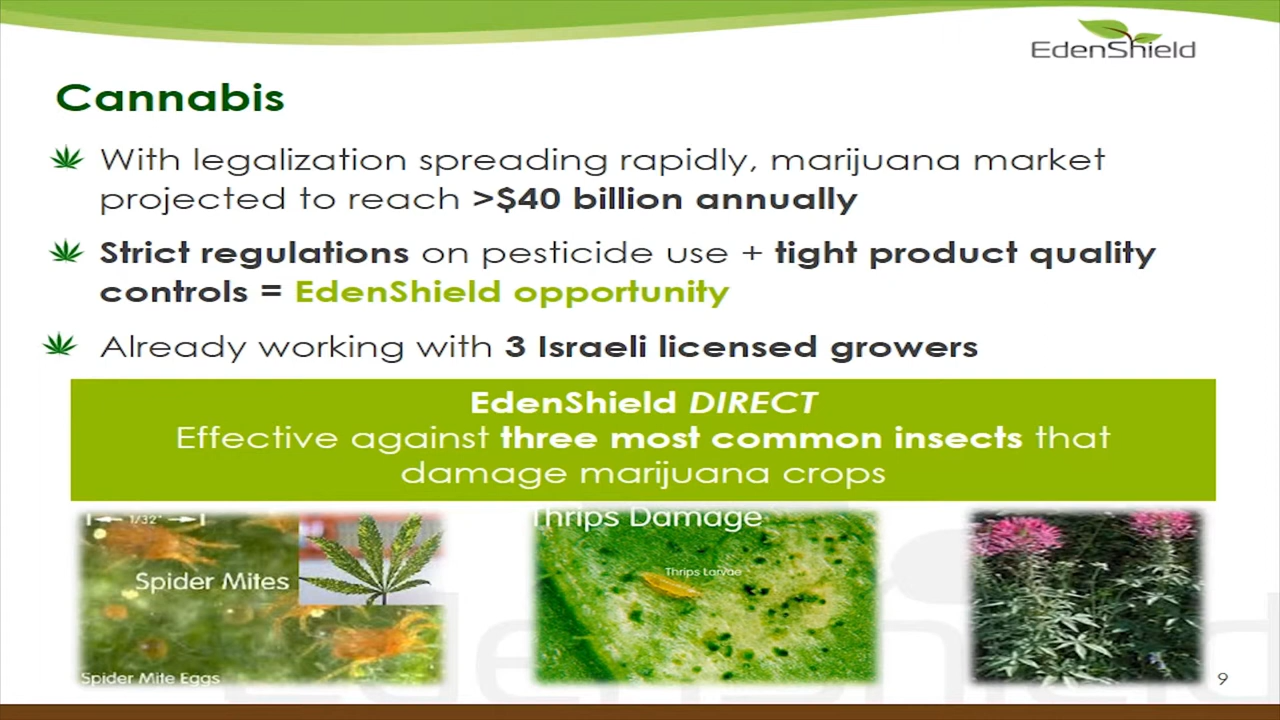 EdenShield
Cannabis
With legalization spreading rapidly, marijuana market
projected to reach >$40 billion annually
Strict regulations on pesticide use + tight product quality
controls = EdenShield opportunity
Already working with 3 Israeli licensed growers
EdenShield DIRECT
Effective against three most common insects that
damage marijuana crops
1/32"
Spider Mites
Spider Mite Eggs
Thrips Damage
Thrips Larvae
EdenShield
9